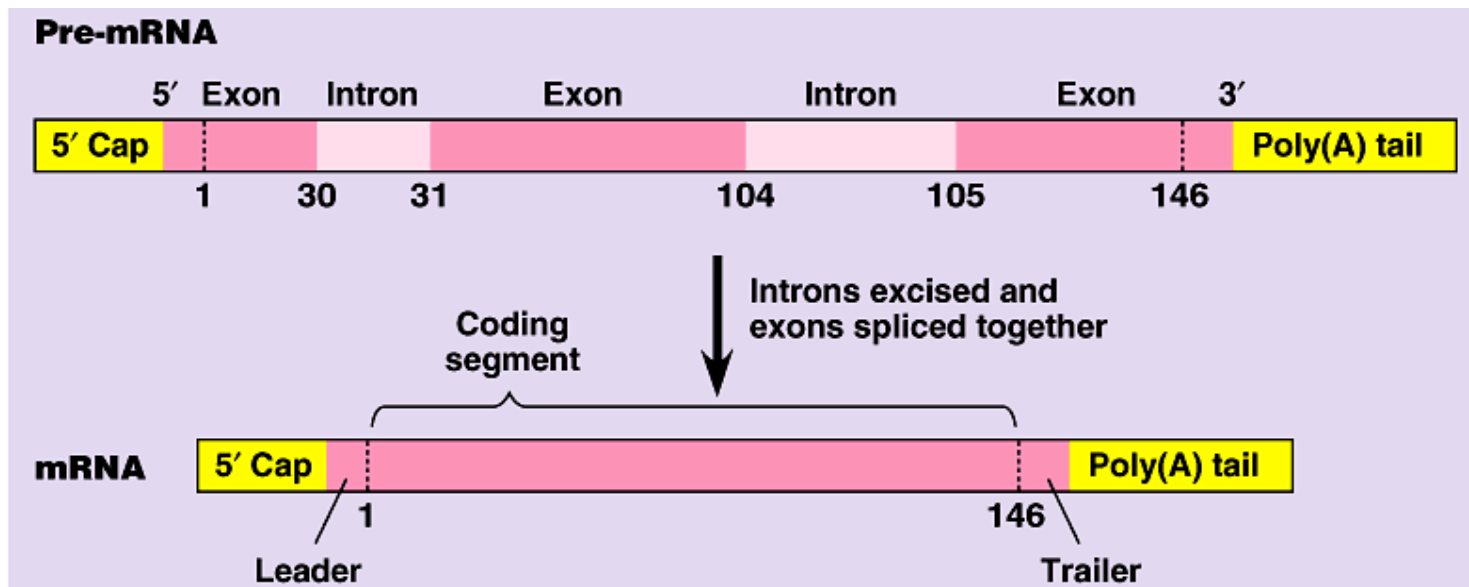 Pre-mRNA
5′ Exon Intron Exon Intron Exon 3′
5′ Cap Poly(A) tail
1 30 31 104 105 146
Introns excised and
exons spliced together
Coding
segment
mRNA 5′ Cap Poly(A) tail
1 146
Leader Trailer